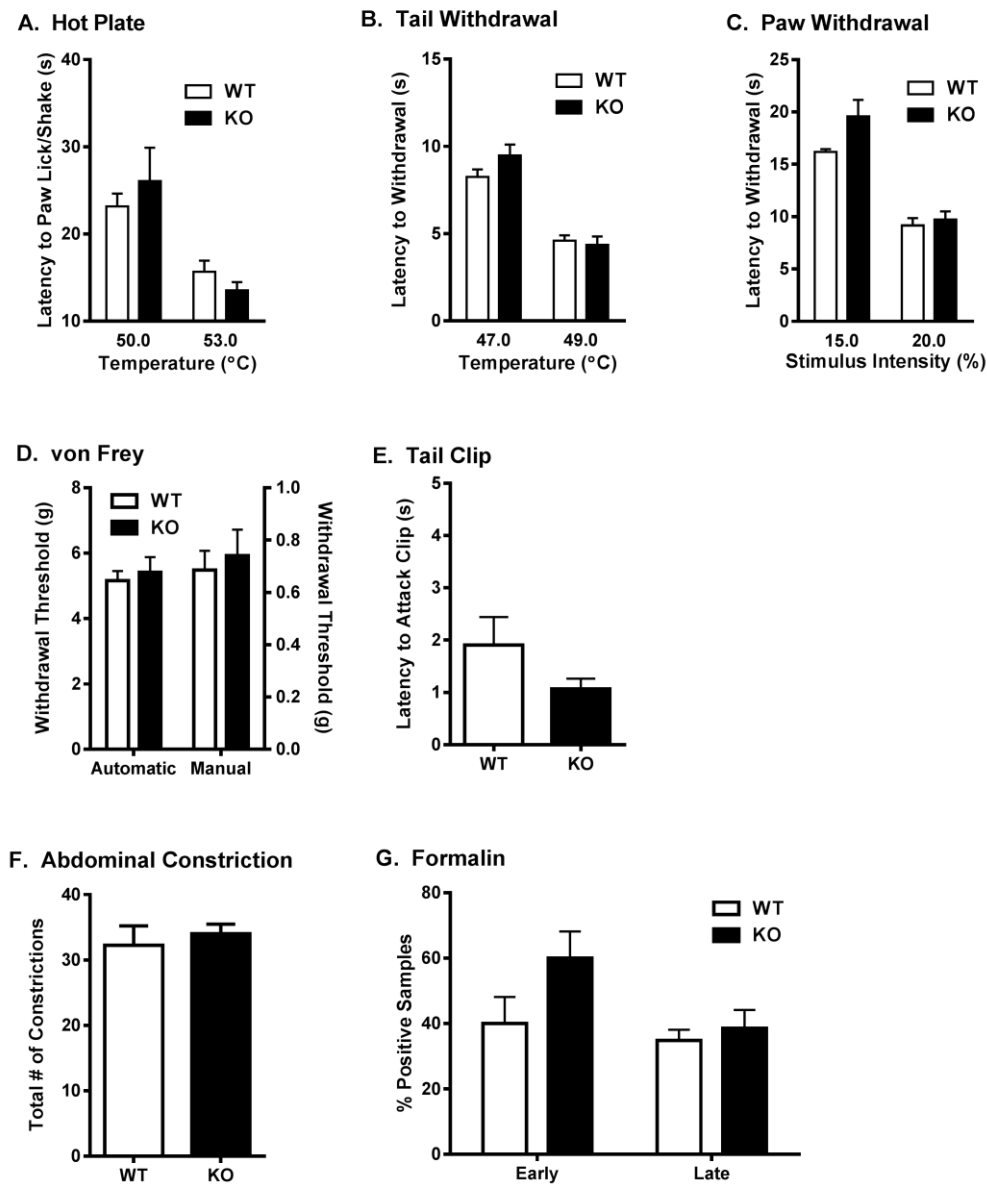 A. Hot Plate
Latency to Paw Lick/Shake (s)
40
30
20
10
WT
KO
50.0
53.0
Temperature (°C)
B. Tail Withdrawal
Latency to Withdrawal (s)
15
10
5
0
WT
KO
47.0
49.0
Temperature (°C)
C. Paw Withdrawal
Latency to Withdrawal (s)
25
20
15
10
5
0
WT
KO
15.0
20.0
Stimulus Intensity (%)
D. von Frey
Withdrawal Threshold (g)
8
6
4
2
0
WT
KO
1.0
0.8
0.6
0.4
0.2
0.0
Withdrawal Threshold (g)
Automatic
Manual
E. Tail Clip
Latency to Attack Clip (s)
5
4
3
2
1
0
WT
KO
F. Abdominal Constriction
Total # of Constrictions
40
30
20
10
0
WT
KO
G. Formalin
% Positive Samples
80
60
40
20
0
WT
KO
Early
Late